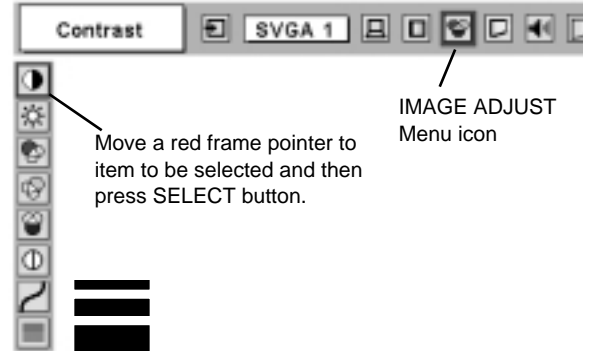 Contrast
SVGA 1
IMAGE ADJUST
Menu icon
Move a red frame pointer to
item to be selected and then
press SELECT button.